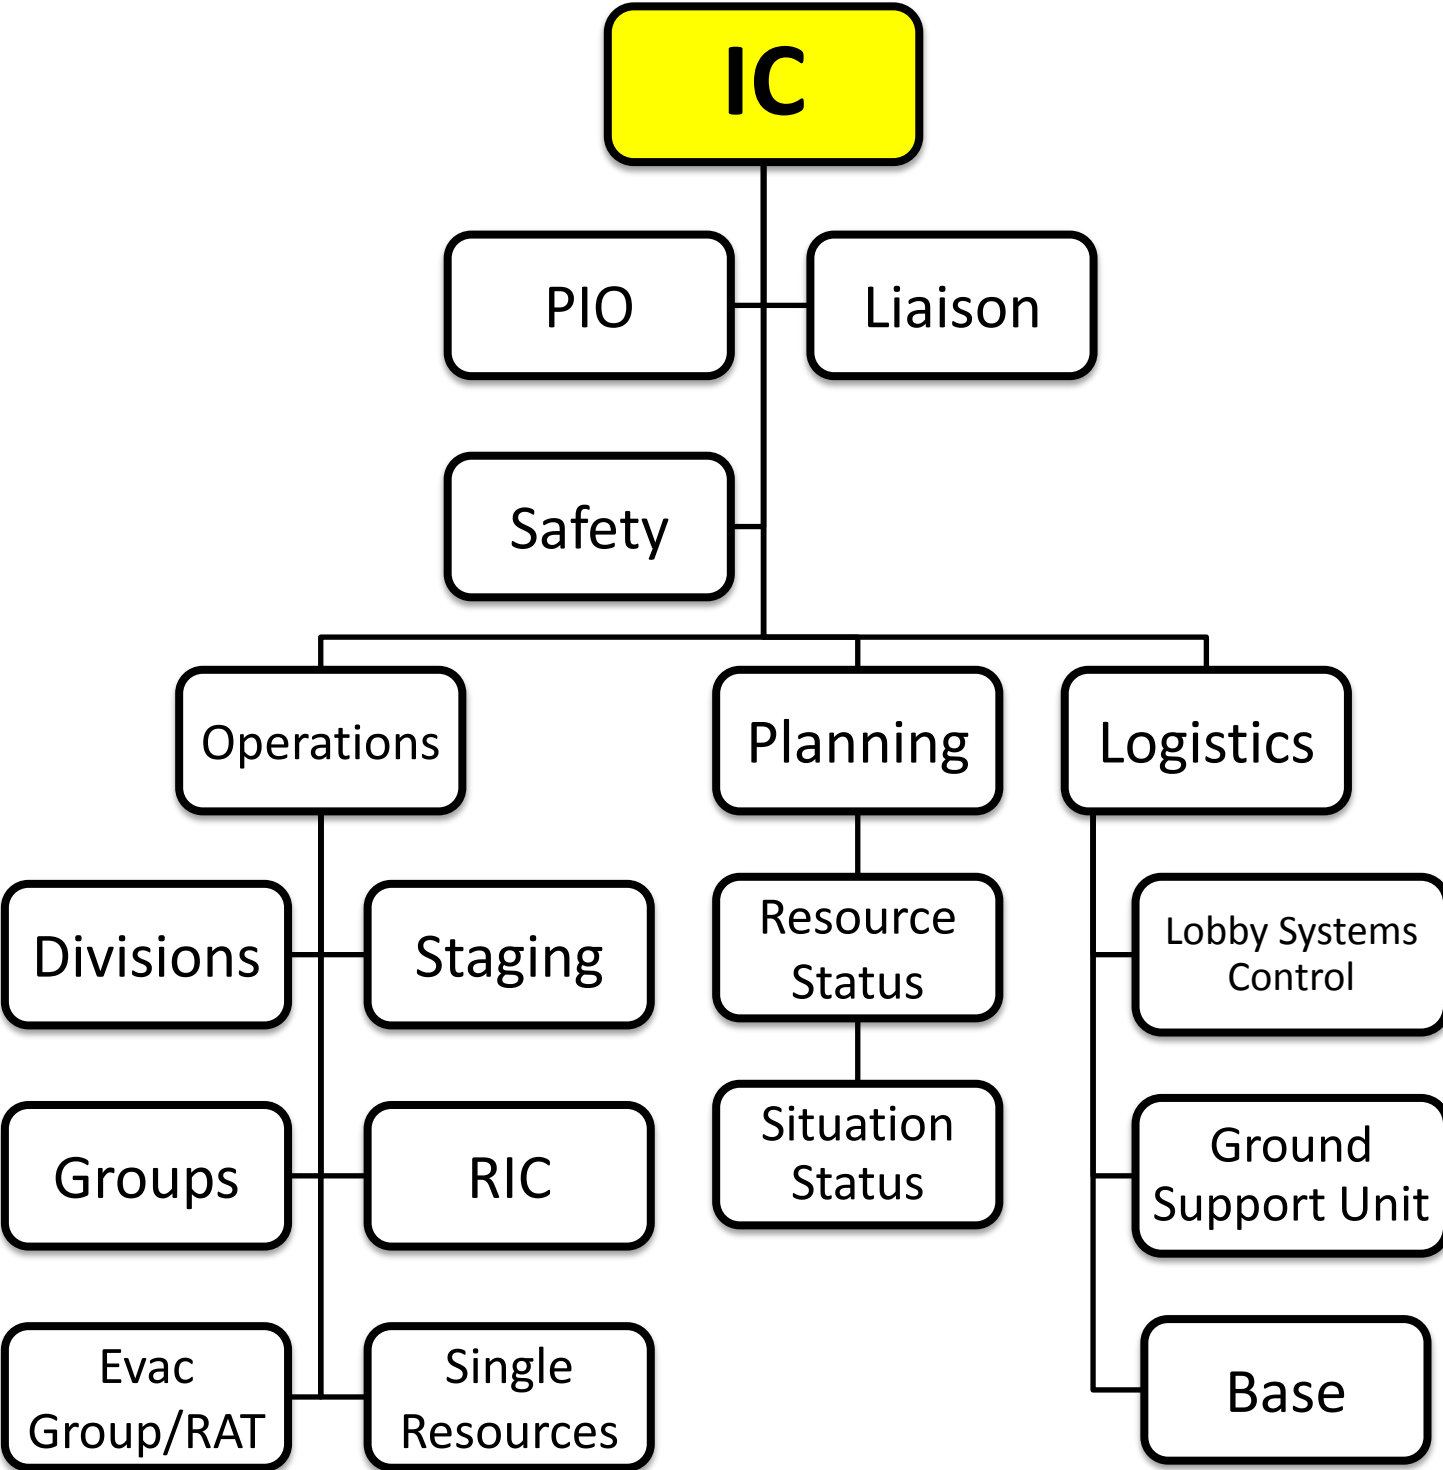 IC
PIO
Liaison
Safety
Operations
Planning
Logistics
Divisions
Staging
Resource
Status
Lobby Systems
Control
Groups
RIC
Situation
Status
Ground
Support Unit
Evac
Group/RAT
Single
Resources
Base